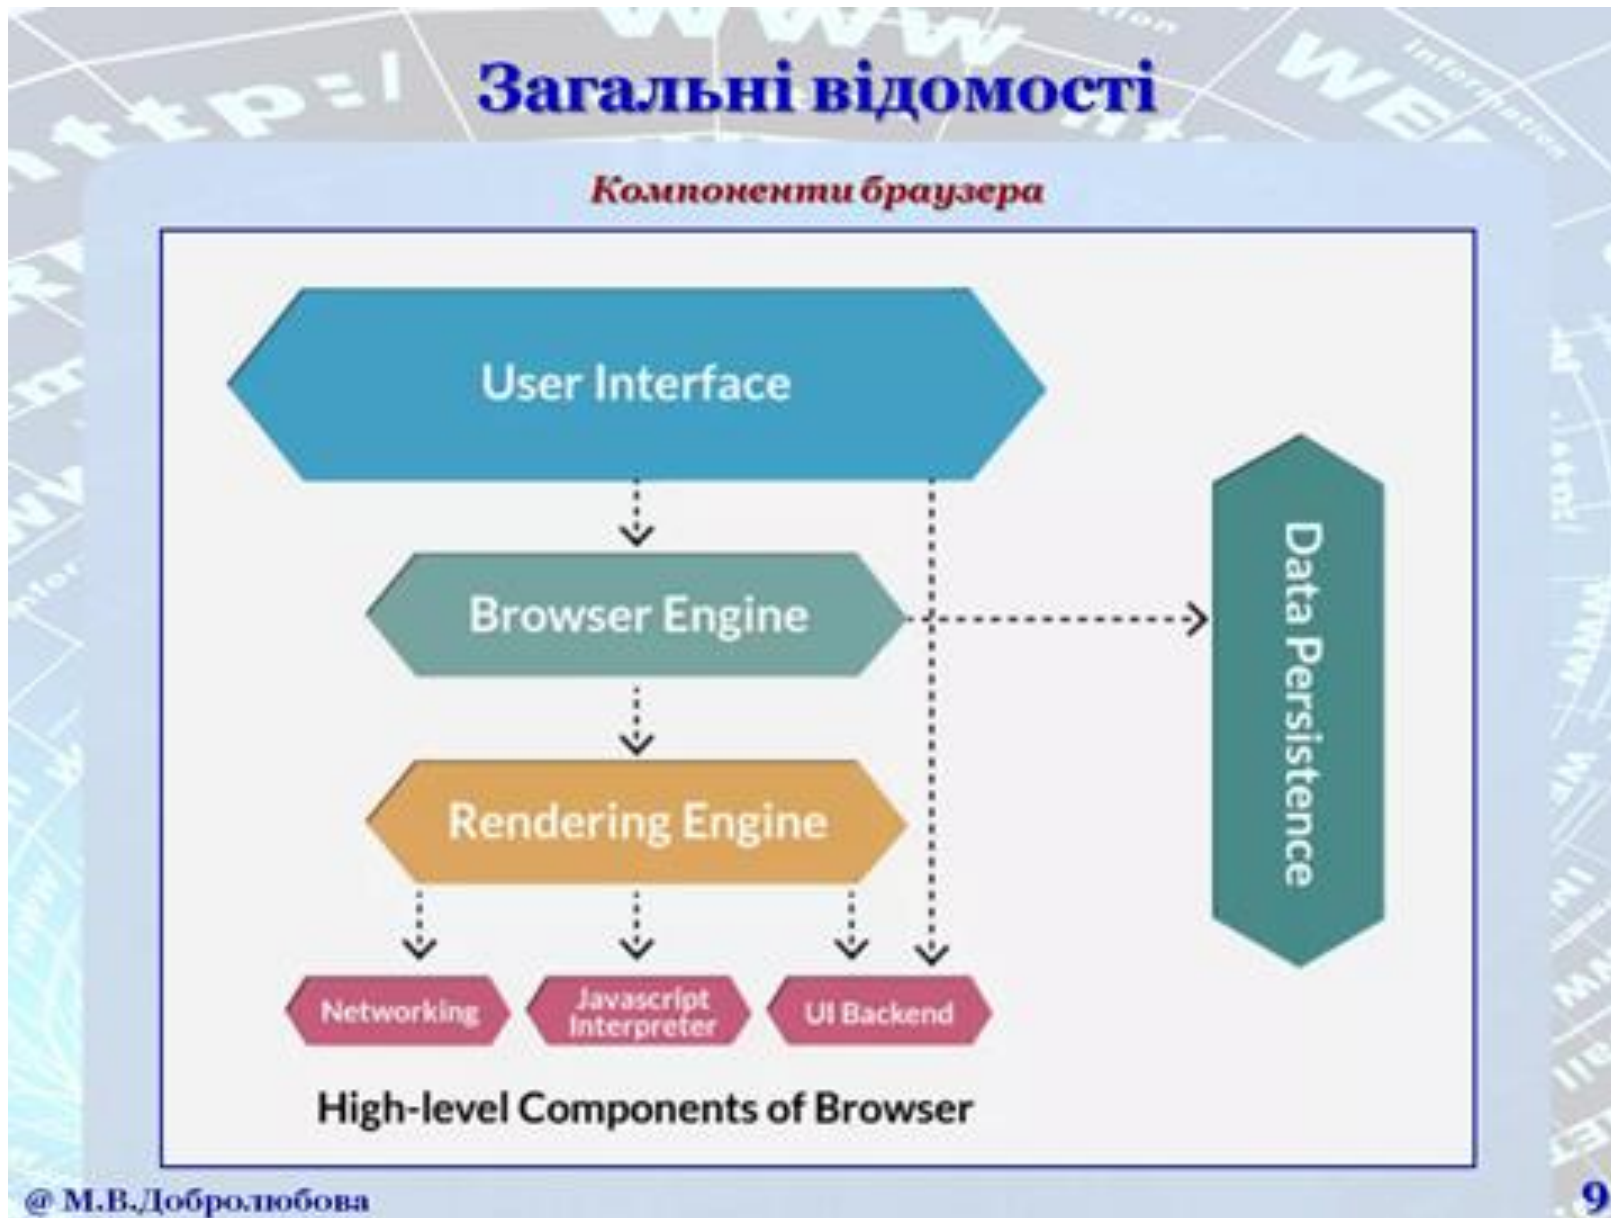 Загальні відомості
Компоненти браузера
User Interface
Browser Engine
Data Persistence
Rendering Engine
Networking
Javascript
Interpreter
UI Backend
High-level Components of Browser
@ М.В.Добролюбова
9